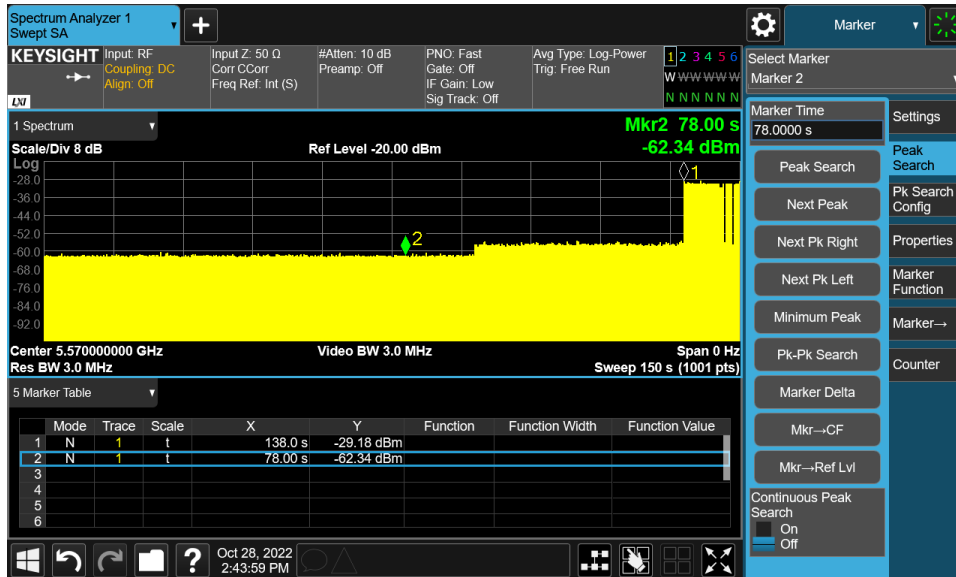 Spectrum Analyzer 1
Swept SA
+
Marker
KEYSIGHT
Input: RF
Coupling: DC
Align: Off
Input Z: 50 Ω
Corr CCorr
Freq Ref: Int (S)
#Atten: 10 dB
Preamp: Off
PNO: Fast
Gate: Off
IF Gain: Low
Sig Track: Off
Avg Type: Log-Power
Trig: Free Run
1 2 3 4 5 6
W W W W W W
N N N N N N
LXI
Select Marker
Marker 2
1 Spectrum
Mkr2 78.00 s
Scale/Div 8 dB
Ref Level -20.00 dBm
-62.34 dBm
Log
-28.0
-36.0
-44.0
-52.0
-60.0
-68.0
-76.0
-84.0
-92.0
1
2
Center 5.570000000 GHz
Video BW 3.0 MHz
Span 0 Hz
Res BW 3.0 MHz
Sweep 150 s (1001 pts)
5 Marker Table
Mode Trace Scale X Y Function Function Width Function Value
1 N 1 t 138.0 s -29.18 dBm
2 N 1 t 78.00 s -62.34 dBm
3
4
5
6
Marker Time
78.0000 s
Peak Search
Next Peak
Next Pk Right
Next Pk Left
Minimum Peak
Pk-Pk Search
Marker Delta
Mkr→CF
Mkr→Ref Lvl
Continuous Peak
Search
On
Off
Settings
Peak
Search
Pk Search
Config
Properties
Marker
Function
Marker→
Counter
?
Oct 28, 2022
2:43:59 PM